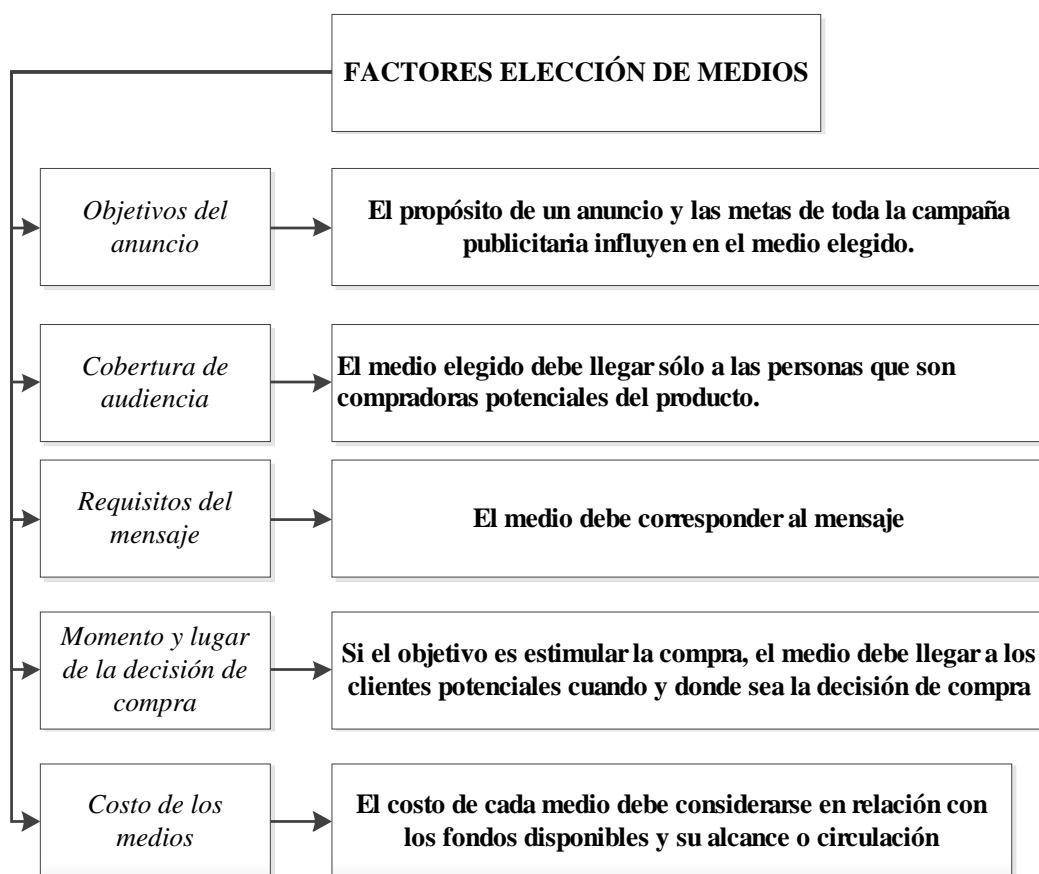 FACTORES ELECCIÓN DE MEDIOS
Objetivos del
anuncio
El propósito de un anuncio y las metas de toda la campaña
publicitaria influyen en el medio elegido.
Cobertura de
audiencia
El medio elegido debe llegar sólo a las personas que son
compradoras potenciales del producto.
Requisitos del
mensaje
El medio debe corresponder al mensaje
Momento y lugar
de la decisión de
compra
Si el objetivo es estimular la compra, el medio debe llegar a los
clientes potenciales cuando y donde sea la decisión de compra
Costo de los
medios
El costo de cada medio debe considerarse en relación con
los fondos disponibles y su alcance o circulación